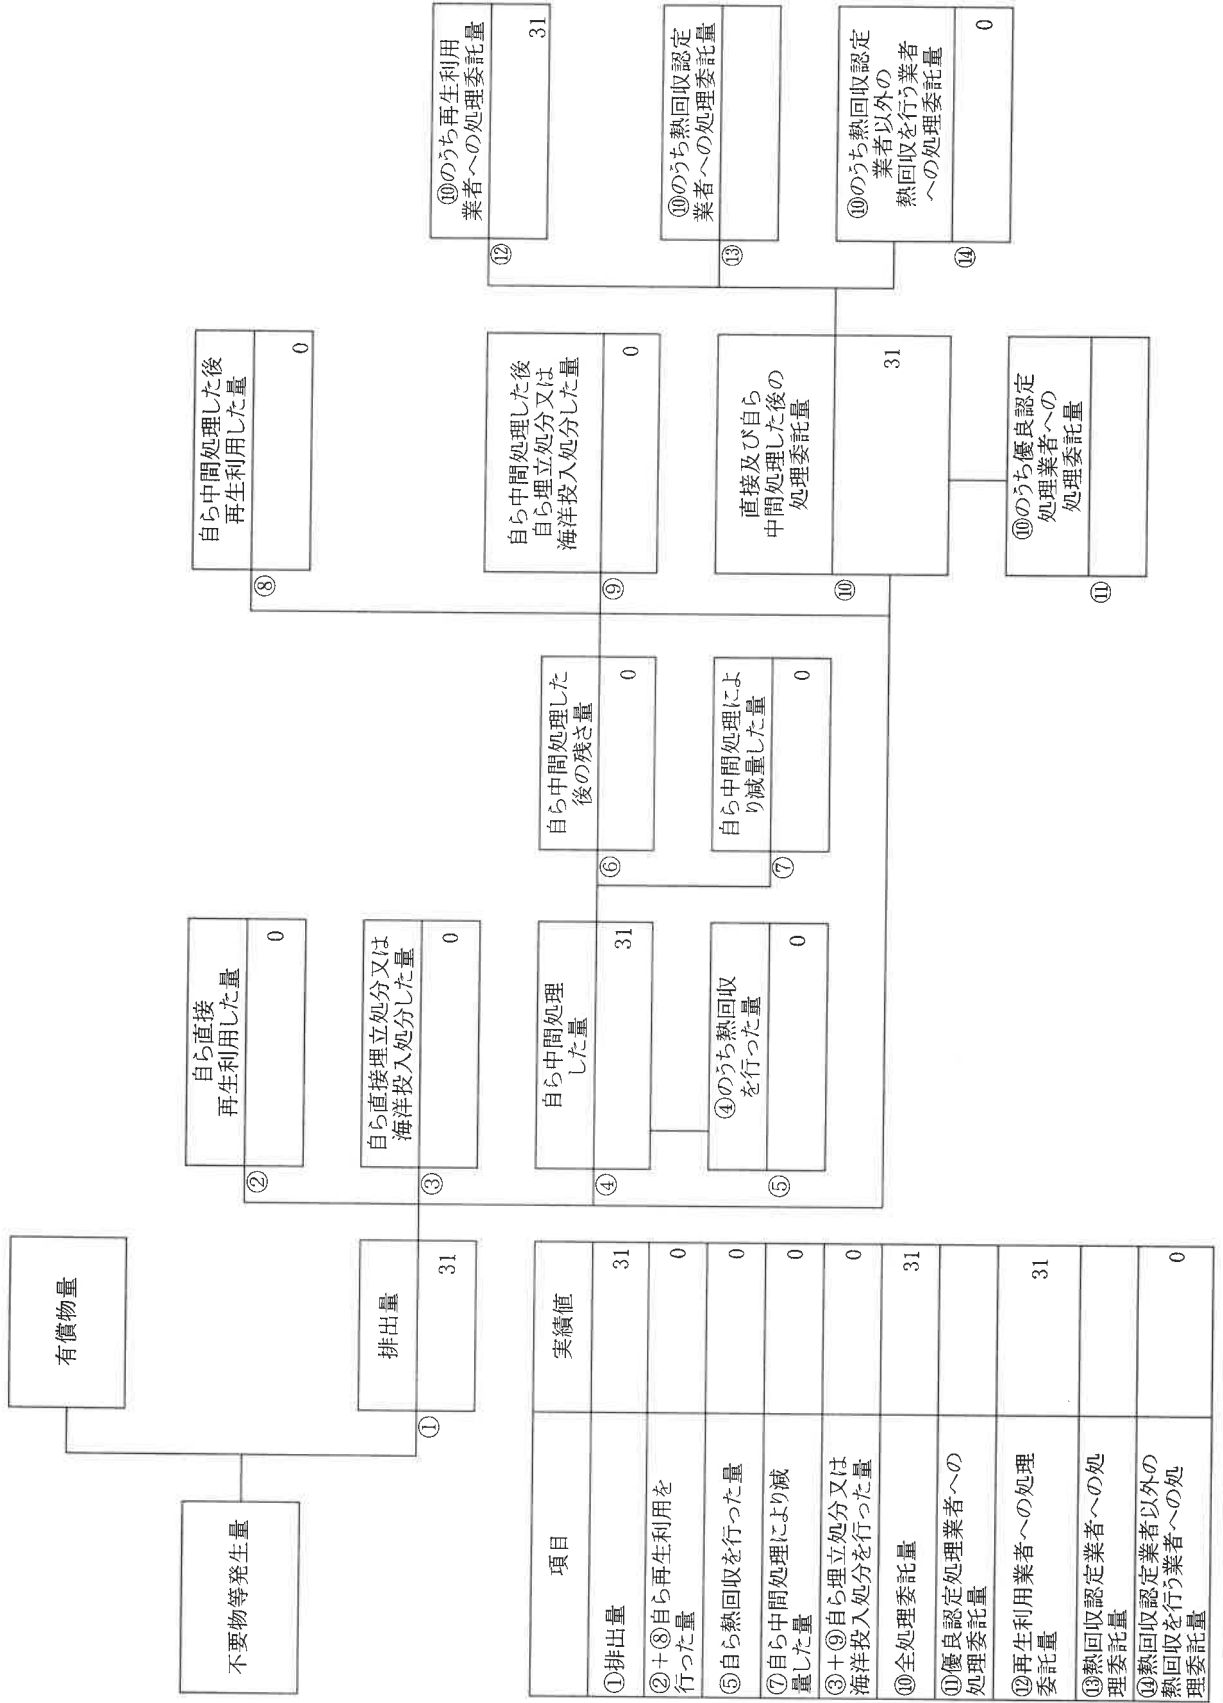 不要物等発生量
有償物量
①
排出量
31
②
自ら直接
再生利用した量
0
③
自ら直接埋立処分又は
海洋投入処分した量
0
④
自ら中間処理
した量
31
⑤
④のうち熱回収
を行った量
0
⑥
自ら中間処理した
後の残さ量
0
⑦
自ら中間処理によ
り減量した量
0
⑧
自ら中間処理した後
再生利用した量
0
⑨
自ら中間処理した後
自ら埋立処分又は
海洋投入処分した量
0
⑩
直接及び自ら
中間処理した後の
処理委託量
31
⑪
⑩のうち優良認定
処理業者への
処理委託量
⑫
⑩のうち再生利用
業者への処理委託量
31
⑬
⑩のうち熱回収認定
業者への処理委託量
⑭
⑩のうち熱回収認定
業者以外の
熱回収を行う業者
への処理委託量
0
項目 実績値
①排出量 31
②+⑧自ら再生利用を
行った量 0
⑤自ら熱回収を行った量 0
⑦自ら中間処理により減
量した量 0
③+⑨自ら埋立処分又は
海洋投入処分を行った量 0
⑩全処理委託量 31
⑪優良認定処理業者への
処理委託量
⑫再生利用業者への処理
委託量 31
⑬熱回収認定業者への処
理委託量
⑭熱回収認定業者以外の
熱回収を行う業者への処
理委託量 0